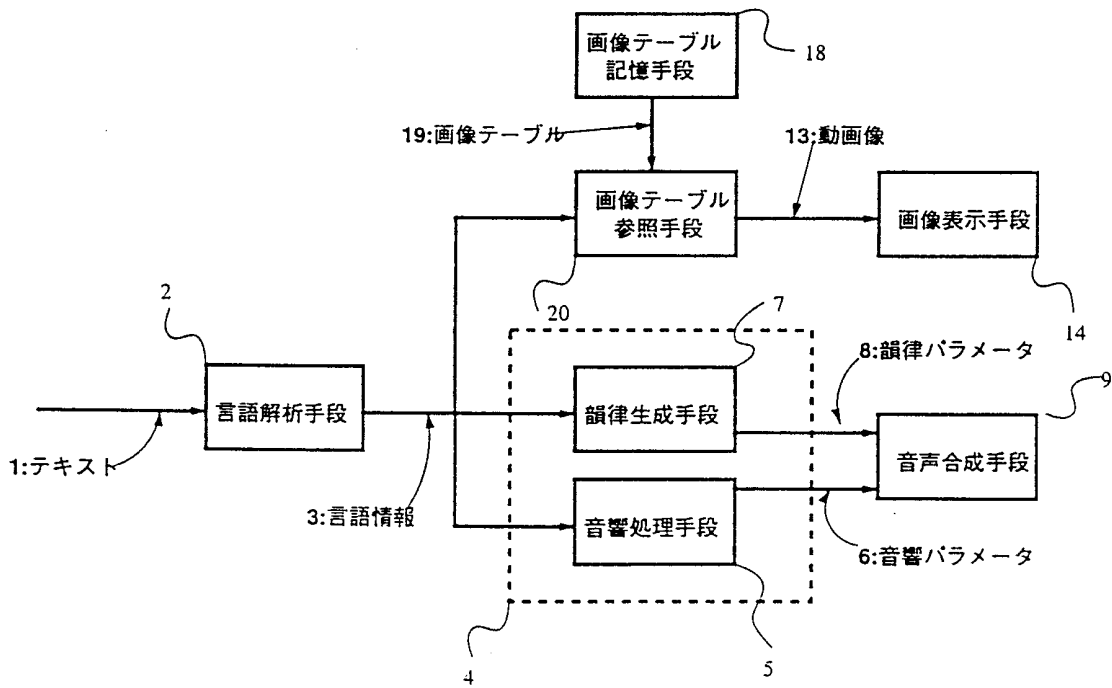 画像テーブル
記憶手段
18
19:画像テーブル
13:動画像
画像テーブル
参照手段
画像表示手段
20
14
2
7
8:韻律パラメータ
9
言語解析手段
韻律生成手段
音声合成手段
1:テキスト
3:言語情報
音響処理手段
6:音響パラメータ
4
5